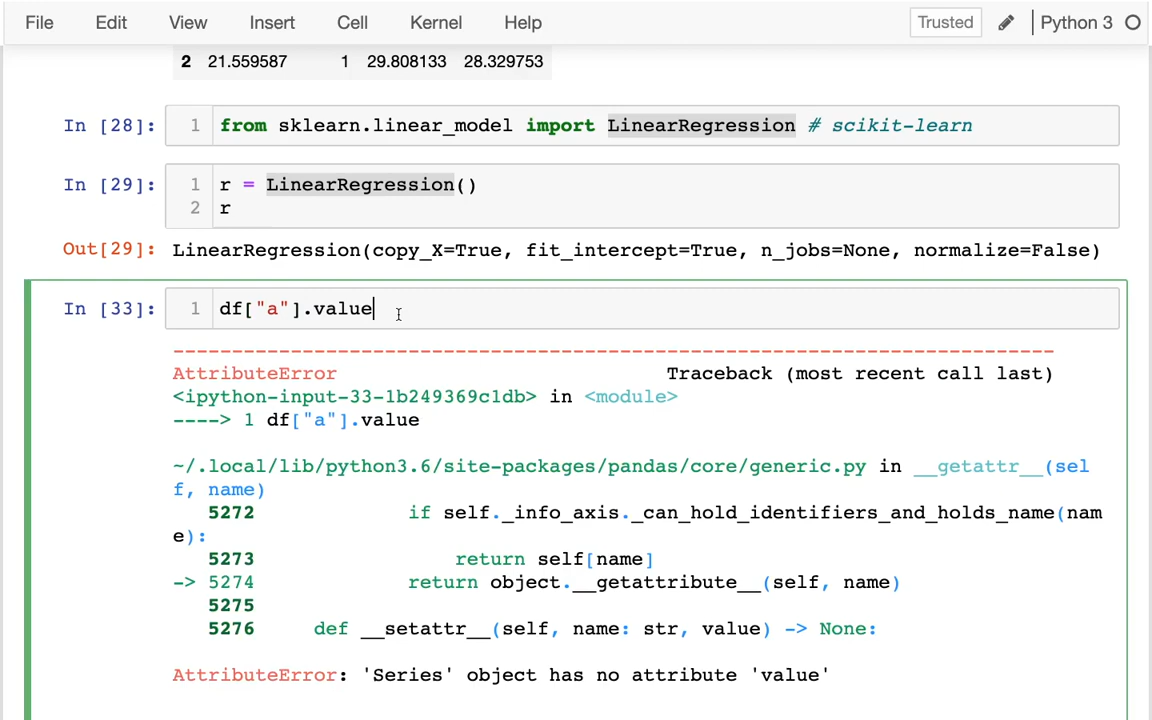 File Edit View Insert Cell Kernel Help Trusted Python 3
2 21.559587 1 29.808133 28.329753
In [28]: 1 from sklearn.linear_model import LinearRegression # scikit-learn
In [29]: 1 r = LinearRegression()
2 r
Out[29]: LinearRegression(copy_X=True, fit_intercept=True, n_jobs=None, normalize=False)
In [33]: 1 df["a"].value
---------------------------------------------------------------------------
AttributeError Traceback (most recent call last)
<ipython-input-33-1b249369c1db> in <module>
----> 1 df["a"].value
~/.local/lib/python3.6/site-packages/pandas/core/generic.py in __getattr__(sel
f, name)
5272 if self._info_axis._can_hold_identifiers_and_holds_name(nam
e):
5273 return self[name]
-> 5274 return object.__getattribute__(self, name)
5275
5276 def __setattr__(self, name: str, value) -> None:
AttributeError: 'Series' object has no attribute 'value'